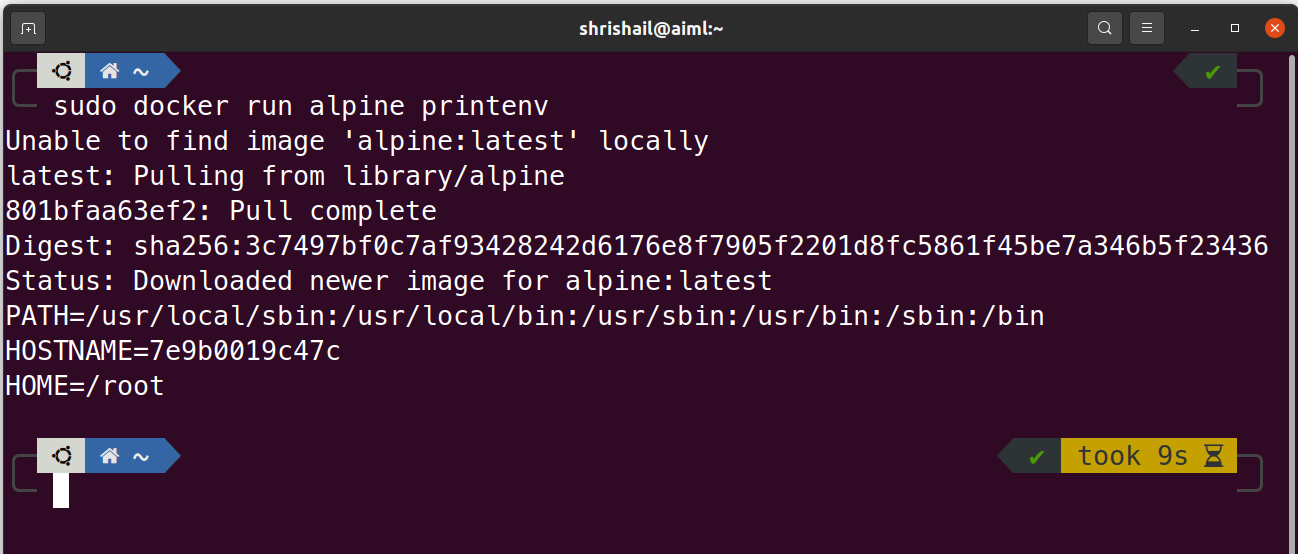 shrishail@aiml:~
~
sudo docker run alpine printenv
Unable to find image 'alpine:latest' locally
latest: Pulling from library/alpine
801bfaa63ef2: Pull complete
Digest: sha256:3c7497bf0c7af93428242d6176e8f7905f2201d8fc5861f45be7a346b5f23436
Status: Downloaded newer image for alpine:latest
PATH=/usr/local/sbin:/usr/local/bin:/usr/sbin:/usr/bin:/sbin:/bin
HOSTNAME=7e9b0019c47c
HOME=/root
~ took 9s